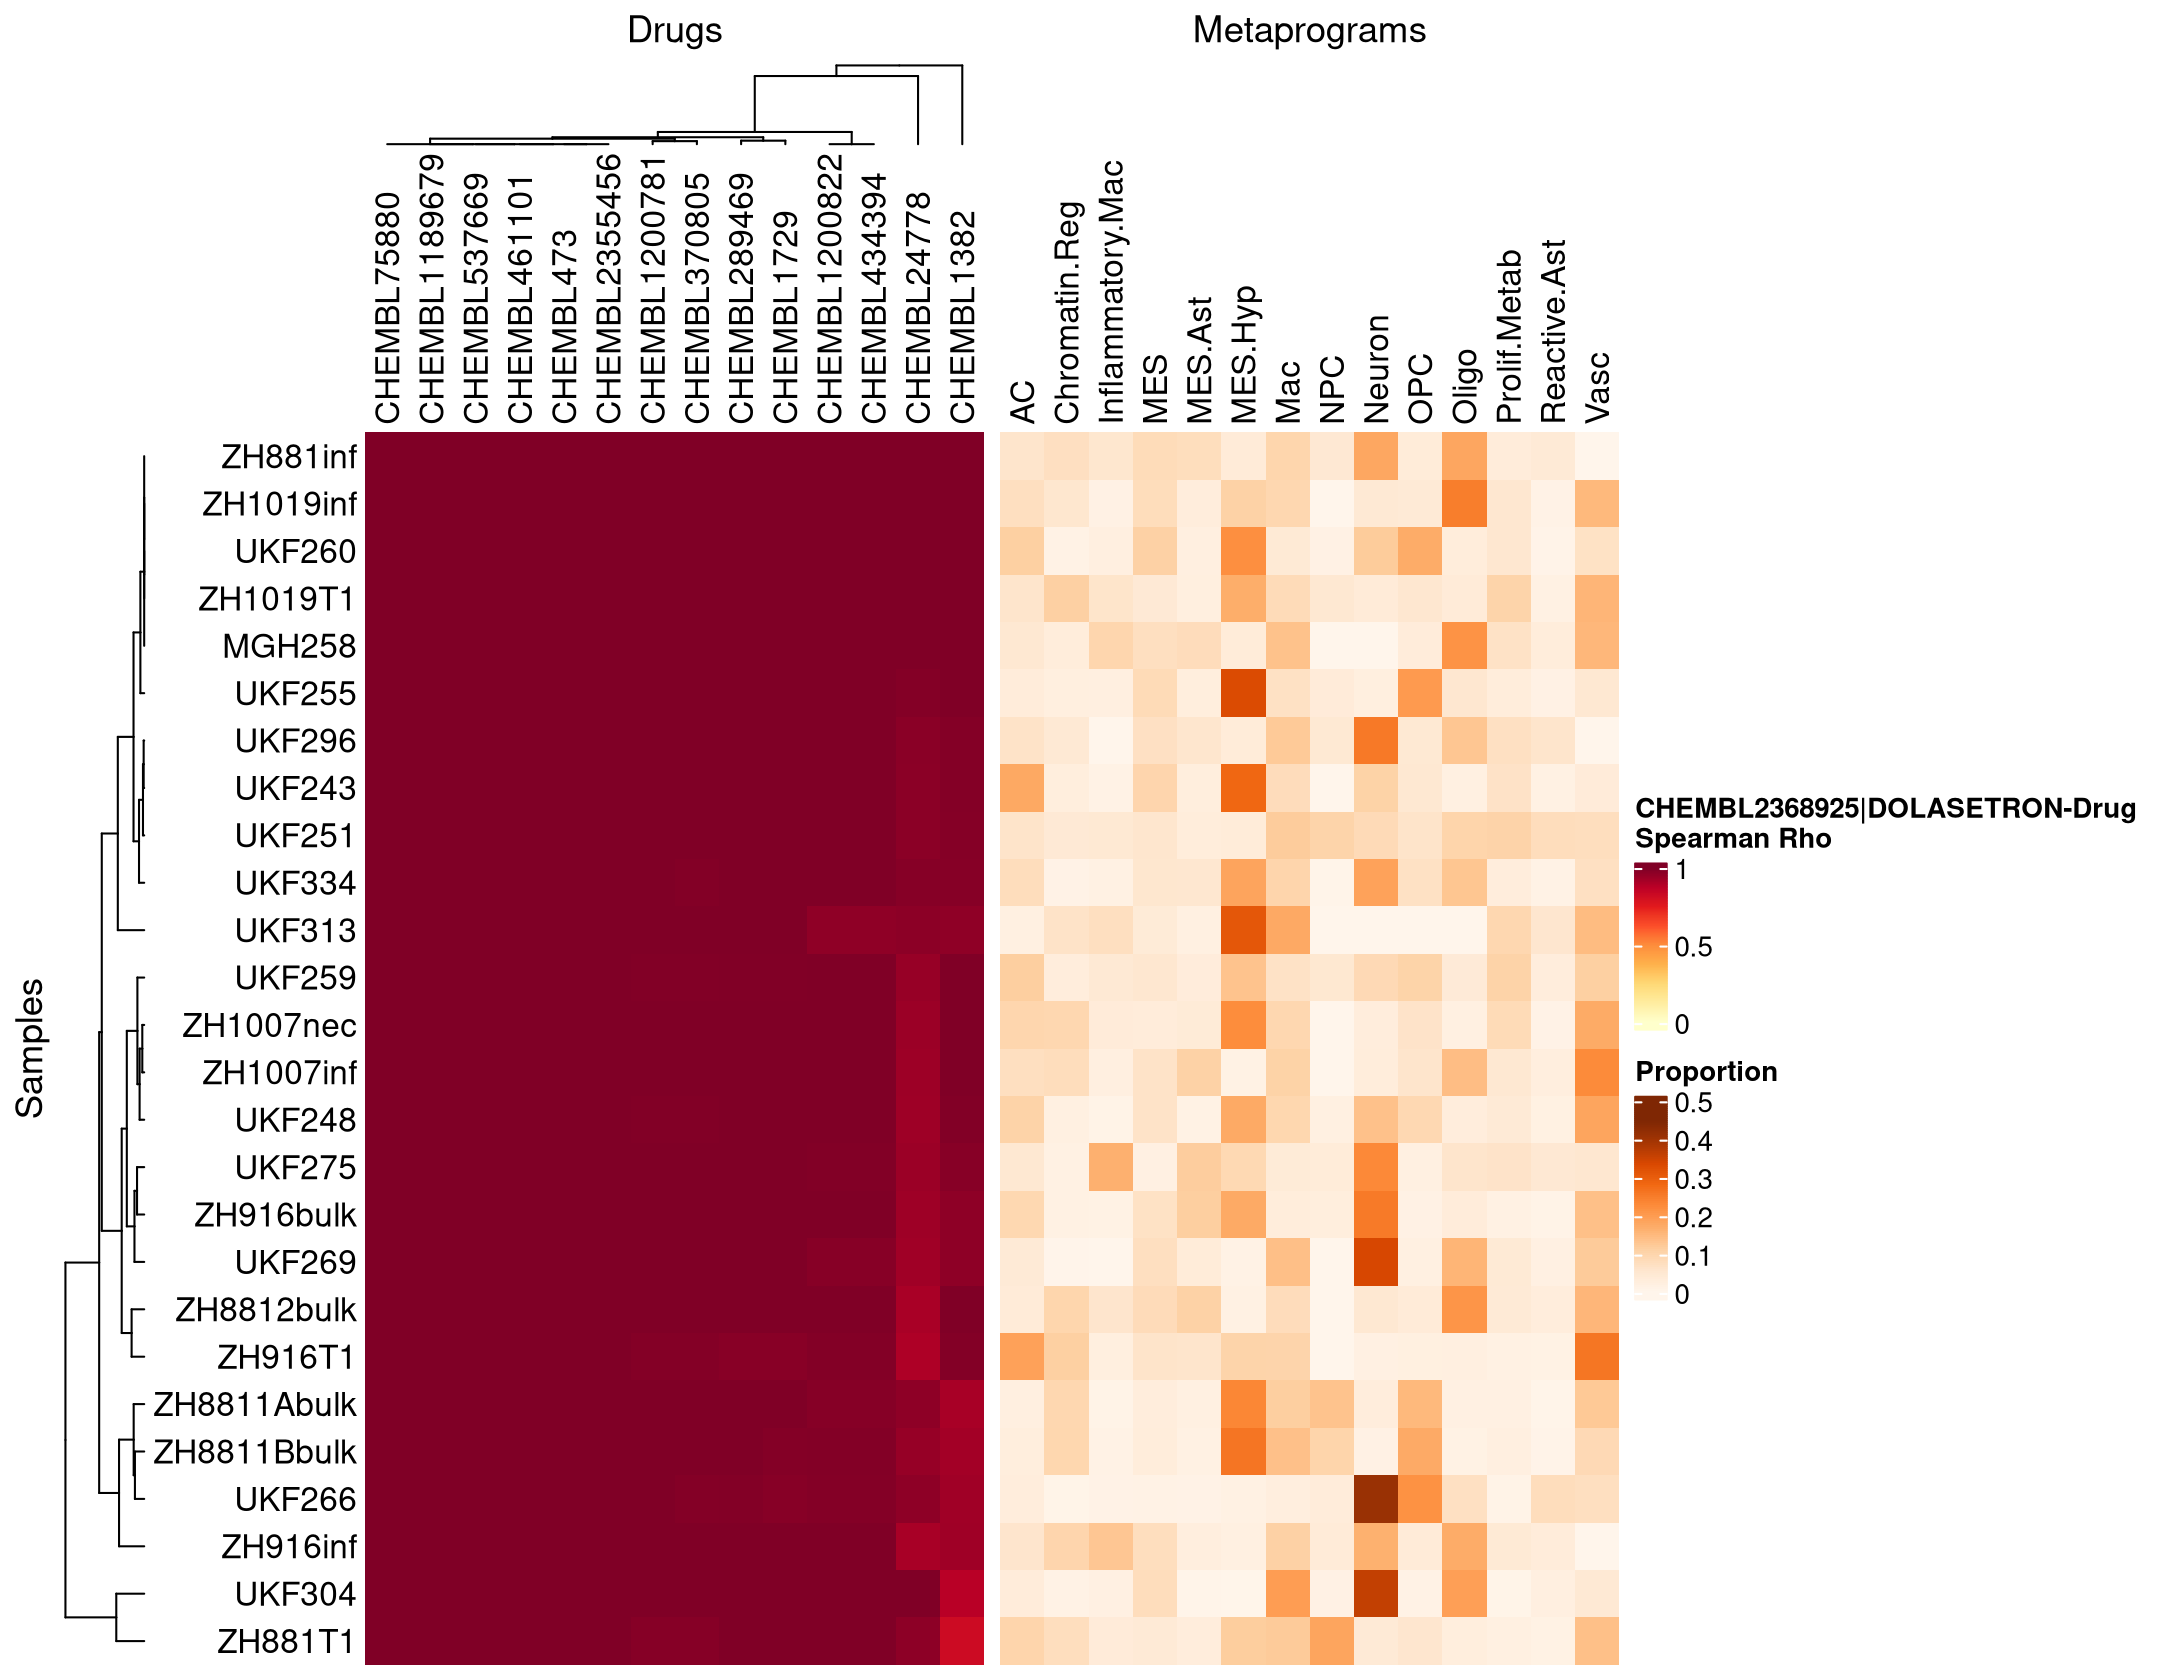 Drugs
Metaprograms
CHEMBL75880
CHEMBL1189679
CHEMBL537669
CHEMBL461101
CHEMBL473
CHEMBL2355456
CHEMBL1200781
CHEMBL370805
CHEMBL289469
CHEMBL1729
CHEMBL1200822
CHEMBL434394
CHEMBL24778
CHEMBL1382
AC
Chromatin.Reg
Inflammatory.Mac
MES
MES.Ast
MES.Hyp
Mac
NPC
Neuron
OPC
Oligo
Prolif.Metab
Reactive.Ast
Vasc
Samples
ZH881inf
ZH1019inf
UKF260
ZH1019T1
MGH258
UKF255
UKF296
UKF243
UKF251
UKF334
UKF313
UKF259
ZH1007nec
ZH1007inf
UKF248
UKF275
ZH916bulk
UKF269
ZH8812bulk
ZH916T1
ZH8811Abulk
ZH8811Bbulk
UKF266
ZH916inf
UKF304
ZH881T1
CHEMBL2368925|DOLASETRON-Drug
Spearman Rho
1
0.5
0
Proportion
0.5
0.4
0.3
0.2
0.1
0